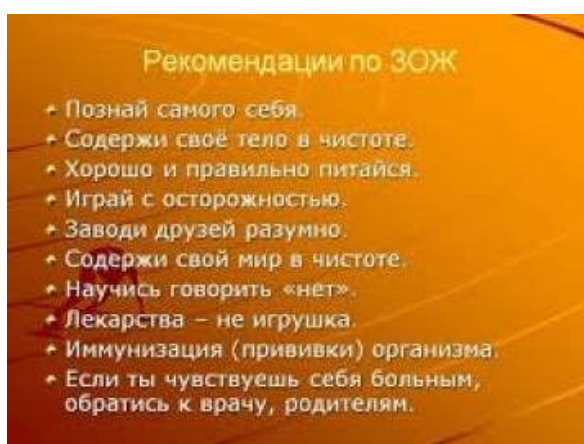 Рекомендации по ЗОЖ
Познай самого себя.
Содержи своё тело в чистоте.
Хорошо и правильно питайся.
Играй с осторожностью.
Заводи друзей разумно.
Содержи свой мир в чистоте.
Научись говорить «нет».
Лекарства – не игрушка.
Иммунизация (прививки) организма.
Если ты чувствуешь себя больным,
обратись к врачу, родителям.